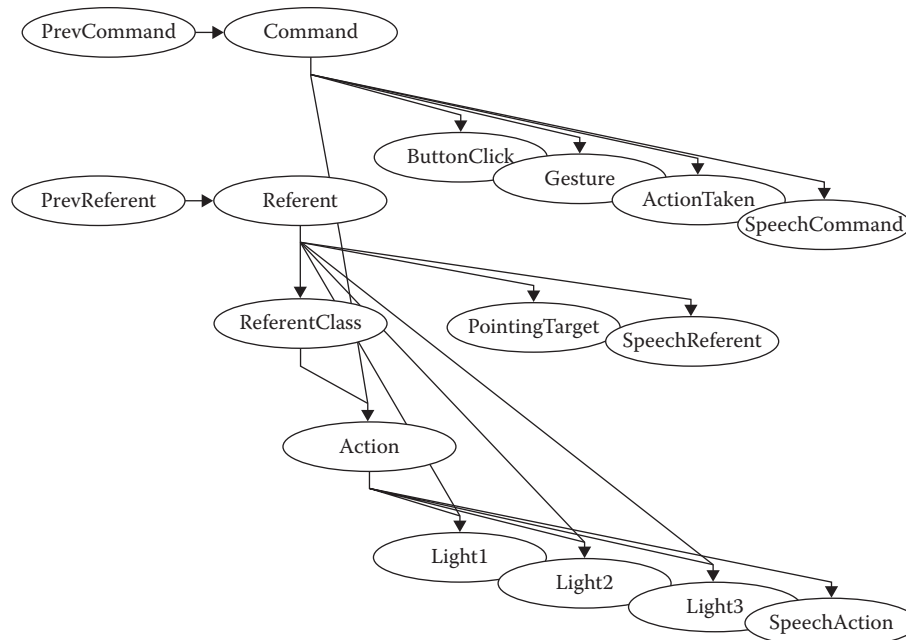 PrevCommand
Command
ButtonClick
Gesture
ActionTaken
SpeechCommand
PrevReferent
Referent
ReferentClass
PointingTarget
SpeechReferent
Action
Light1
Light2
Light3
SpeechAction